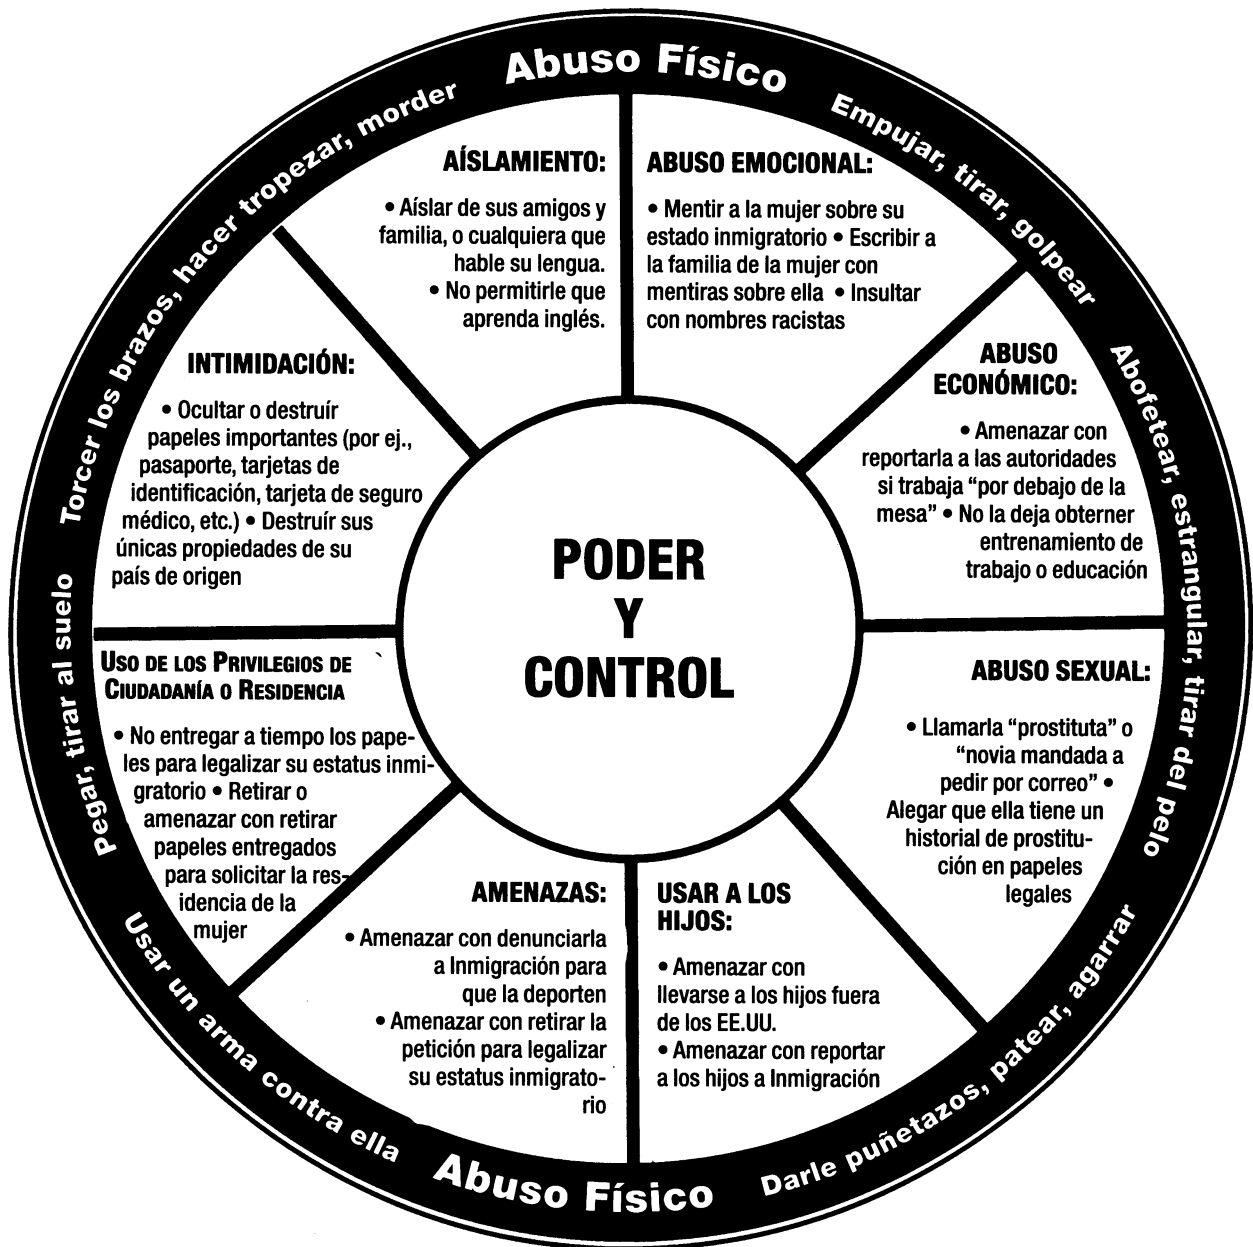 Abuso Físico
Empujar, tirar, golpear
Abofetear, estrangular, tirar del pelo
Darle puñetazos, patear, agarrar
Abuso Físico
Usar un arma contra ella
Pegar, tirar al suelo
Torcer los brazos, hacer tropezar, morder
PODER
Y
CONTROL
ABUSO EMOCIONAL:
• Mentir a la mujer sobre su
estado inmigratorio • Escribir a
la familia de la mujer con
mentiras sobre ella • Insultar
con nombres racistas
ABUSO
ECONÓMICO:
• Amenazar con
reportarla a las autoridades
si trabaja “por debajo de la
mesa” • No la deja obterner
entrenamiento de
trabajo o educación
ABUSO SEXUAL:
• Llamarla “prostituta” o
“novia mandada a
pedir por correo” •
Alegar que ella tiene un
historial de prostitu-
ción en papeles
legales
USAR A LOS
HIJOS:
• Amenazar con
llevarse a los hijos fuera
de los EE.UU.
• Amenazar con reportar
a los hijos a Inmigración
AMENAZAS:
• Amenazar con denunciarla
a Inmigración para
que la deporten
• Amenazar con retirar la
petición para legalizar
su estatus inmigrato-
rio
USO DE LOS PRIVILEGIOS DE
CIUDADANÍA O RESIDENCIA
• No entregar a tiempo los pape-
les para legalizar su estatus inmi-
gratorio • Retirar o
amenazar con retirar
papeles entregados
para solicitar la res-
idencia de la
mujer
INTIMIDACIÓN:
• Ocultar o destruír
papeles importantes (por ej.,
pasaporte, tarjetas de
identificación, tarjeta de seguro
médico, etc.) • Destruír sus
únicas propiedades de su
país de origen
AÍSLAMIENTO:
• Aíslar de sus amigos y
familia, o cualquiera que
hable su lengua.
• No permitirle que
aprenda inglés.